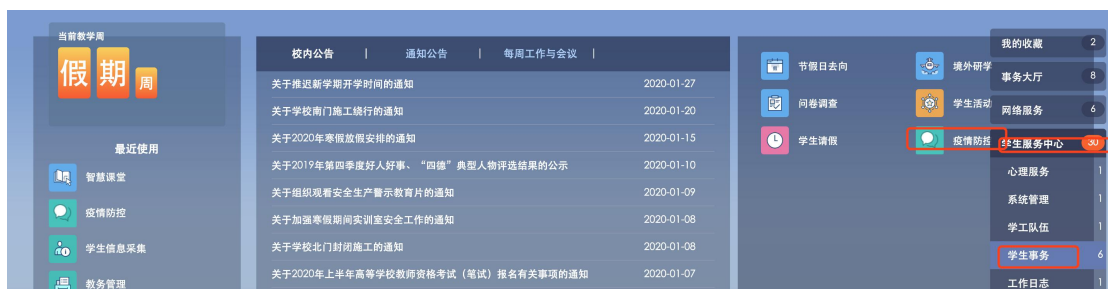 当前教学周
假期周
最近使用
智慧课堂
疫情防控
学生信息采集
教务管理
校内公告 | 通知公告 | 每周工作与会议 |
关于推迟新学期开学时间的通知 2020-01-27
关于学校南门施工绕行的通知 2020-01-20
关于2020年寒假放假安排的通知 2020-01-15
关于2019年第四季度好人好事、“四德”典型人物评选结果的公示 2020-01-10
关于组织观看安全生产警示教育片的通知 2020-01-09
关于加强寒假期间实训室安全工作的通知 2020-01-08
关于学校北门封闭施工的通知 2020-01-08
关于2020年上半年高等学校教师资格考试（笔试）报名有关事项的通知 2020-01-07
节假日去向
境外研学
问卷调查
学生活动
学生请假
疫情防控
我的收藏 2
事务大厅 8
网络服务 6
学生服务中心 30
心理服务 1
系统管理 1
学工队伍 1
学生事务 6
工作日志 1